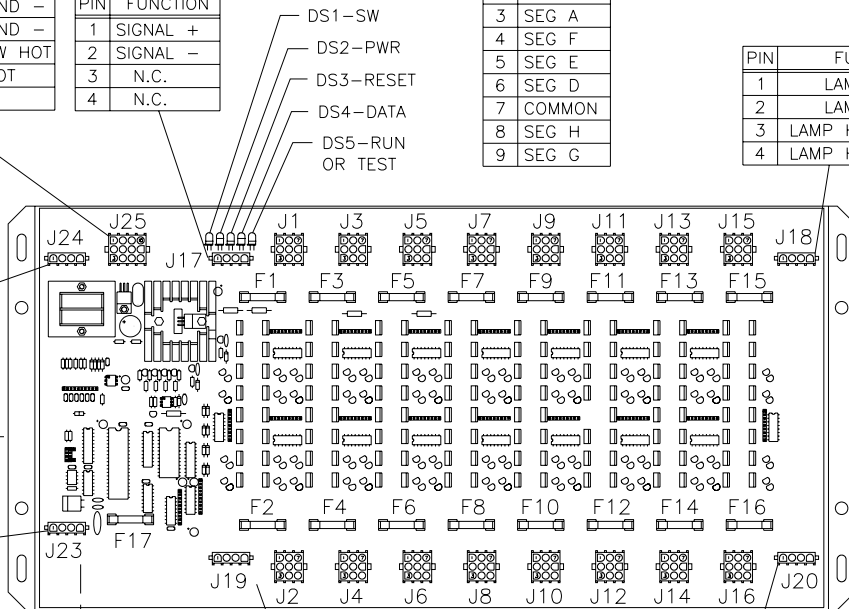 ND -
ND -
W HOT
OT
PIN FUNCTION
1 SIGNAL +
2 SIGNAL -
3 N.C.
4 N.C.
DS1-SW
DS2-PWR
DS3-RESET
DS4-DATA
DS5-RUN
OR TEST
3 SEG A
4 SEG F
5 SEG E
6 SEG D
7 COMMON
8 SEG H
9 SEG G
PIN FU
1 LAM
2 LAM
3 LAMP H
4 LAMP H
J24 J25 J17 J1 J3 J5 J7 J9 J11 J13 J15 J18
F1 F3 F5 F7 F9 F11 F13 F15
F2 F4 F6 F8 F10 F12 F14 F16
J23 F17
J19 J2 J4 J6 J8 J10 J12 J14 J16 J20